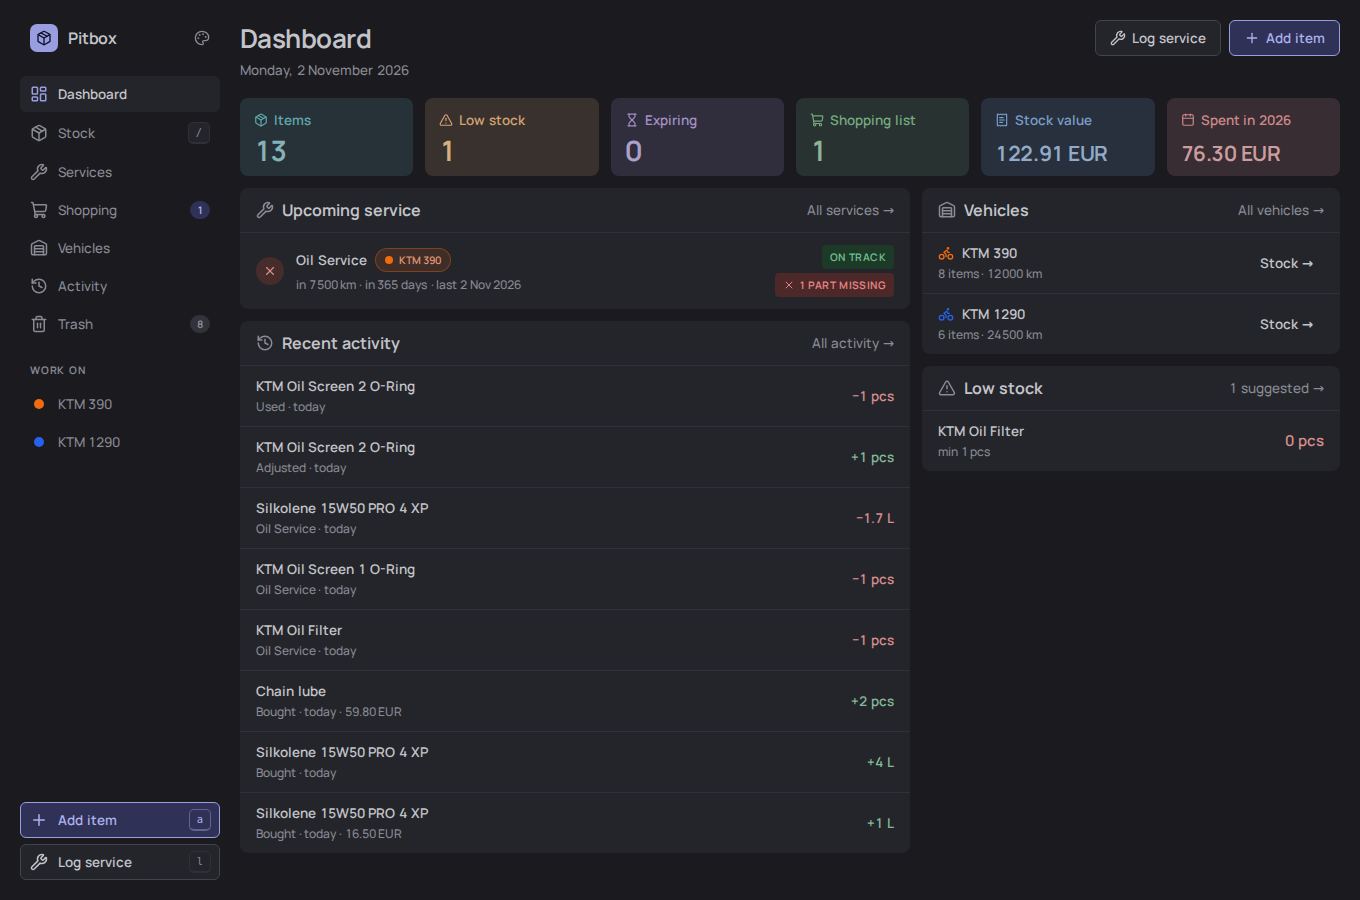 Pitbox
Dashboard
Stock /
Services
Shopping 1
Vehicles
Activity
Trash 8
WORK ON
KTM 390
KTM 1290
Add item a
Log service l
Dashboard
Monday, 2 November 2026
Log service
Add item
Items
13
Low stock
1
Expiring
0
Shopping list
1
Stock value
122.91 EUR
Spent in 2026
76.30 EUR
Upcoming service
All services →
Oil Service KTM 390
in 7 500 km · in 365 days · last 2 Nov 2026
ON TRACK
1 PART MISSING
Recent activity
All activity →
KTM Oil Screen 2 O-Ring
Used · today
−1 pcs
KTM Oil Screen 2 O-Ring
Adjusted · today
+1 pcs
Silkolene 15W50 PRO 4 XP
Oil Service · today
−1.7 L
KTM Oil Screen 1 O-Ring
Oil Service · today
−1 pcs
KTM Oil Filter
Oil Service · today
−1 pcs
Chain lube
Bought · today · 59.80 EUR
+2 pcs
Silkolene 15W50 PRO 4 XP
Bought · today
+4 L
Silkolene 15W50 PRO 4 XP
Bought · today · 16.50 EUR
+1 L
Vehicles
All vehicles →
KTM 390
8 items · 12 000 km
Stock →
KTM 1290
6 items · 24 500 km
Stock →
Low stock
1 suggested →
KTM Oil Filter
min 1 pcs
0 pcs